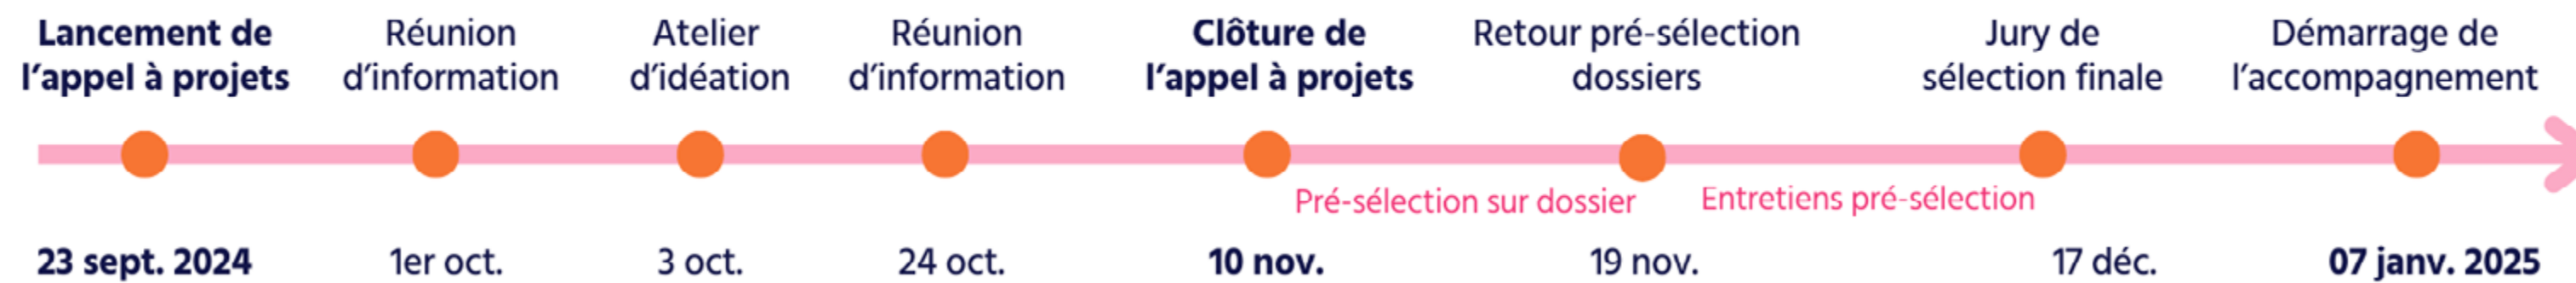 Lancement de
l'appel à projets
Réunion
d'information
Atelier
d'idéation
Réunion
d'information
Clôture de
l'appel à projets
Retour pré-sélection
dossiers
Jury de
sélection finale
Démarrage de
l'accompagnement
Pré-sélection sur dossier
Entretiens pré-sélection
23 sept. 2024
1er oct.
3 oct.
24 oct.
10 nov.
19 nov.
17 déc.
07 janv. 2025